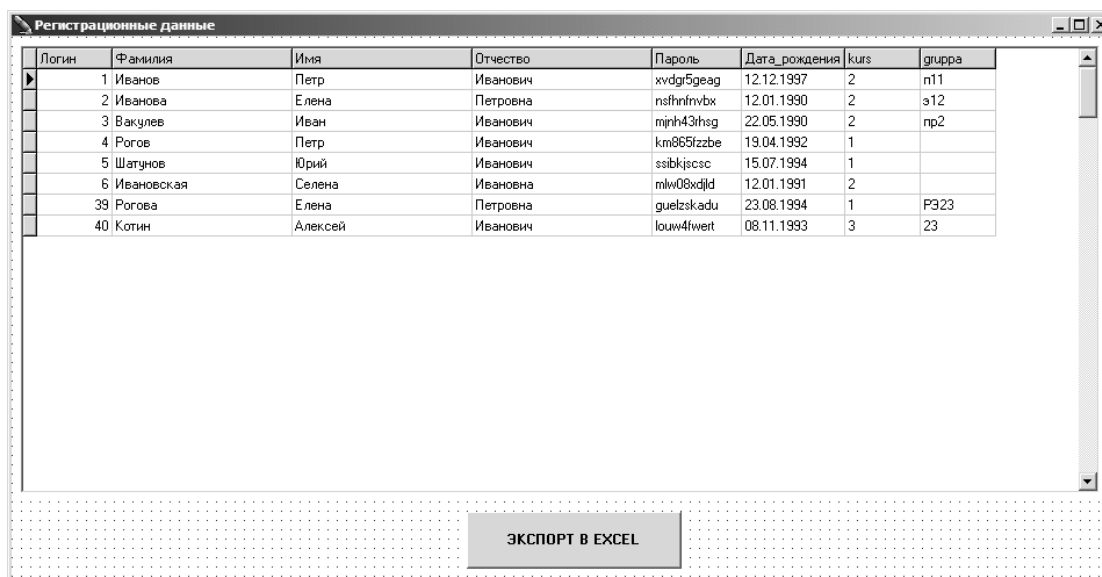 Регистрационные данные
Логин Фамилия Имя Отчество Пароль Дата_рождения kurs gruppa
1 Иванов Петр Иванович xvdgr5geag 12.12.1997 2 п11
2 Иванова Елена Петровна nsfhnfnvbx 12.01.1990 2 э12
3 Вакулев Иван Иванович mjnh43rhsg 22.05.1990 2 пр2
4 Рогов Петр Иванович km865fzzbe 19.04.1992 1
5 Шатунов Юрий Иванович ssibkjscsc 15.07.1994 1
6 Ивановская Селена Ивановна mlw08xdjld 12.01.1991 2
39 Рогова Елена Петровна guelzskadu 23.08.1994 1 РЭ23
40 Котин Алексей Иванович louw4fwert 08.11.1993 3 23
ЭКСПОРТ В EXCEL